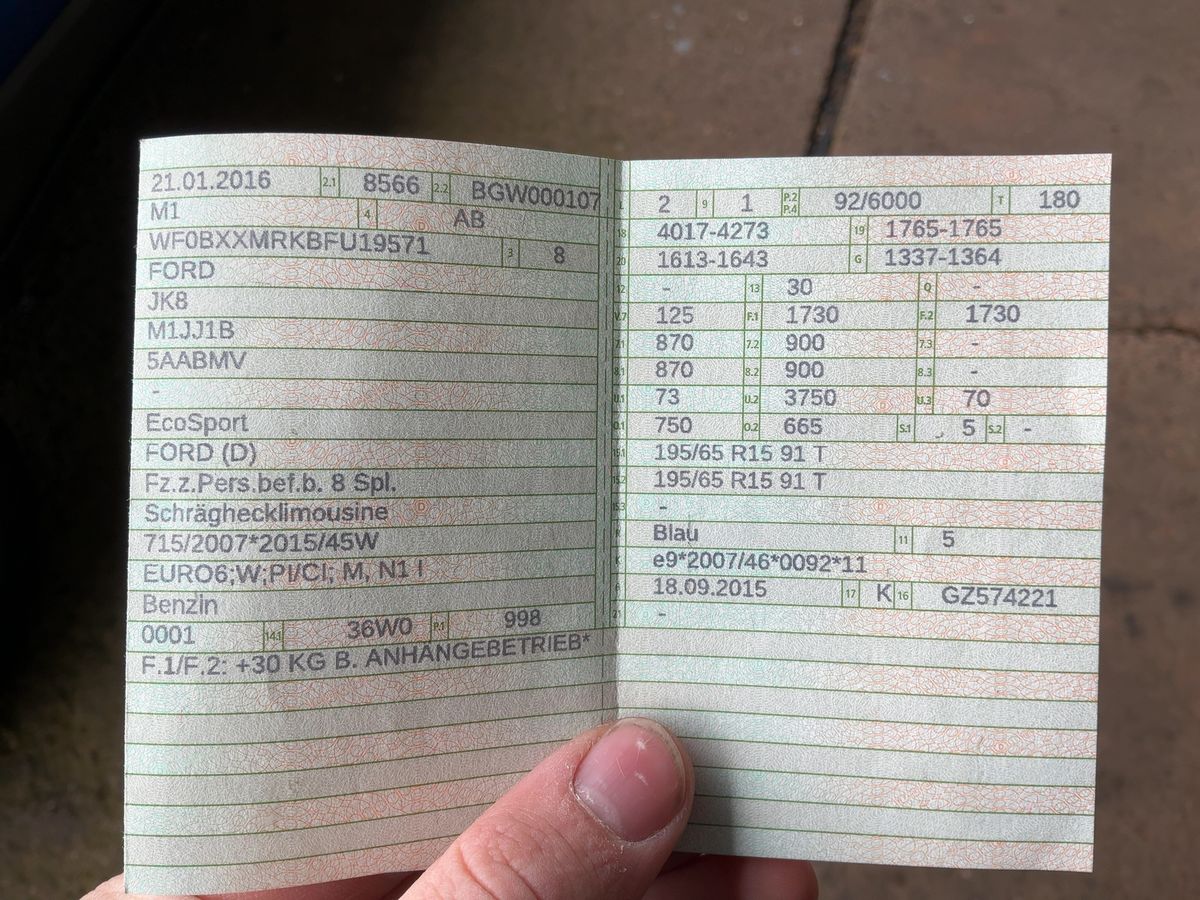 21.01.2016 2.1 8566 2.2 BGW000107
M1 4 AB
WF0BXXMRKBFU19571 3 8
FORD
JK8
M1JJ1B
5AABMV
-
EcoSport
FORD (D)
Fz.z.Pers.bef.b. 8 Spl.
Schräghecklimousine
715/2007*2015/45W
EURO6;W;PI/CI; M, N1 I
Benzin
0001 14.1 36W0 P.1 998
F.1/F.2: +30 KG B. ANHÄNGEBETRIEB*
2 9 1 P.2 P.4 92/6000 T 180
18 4017-4273 19 1765-1765
20 1613-1643 G 1337-1364
12 - 13 30 Q -
V.7 125 F.1 1730 F.2 1730
7.1 870 7.2 900 7.3 -
8.1 870 8.2 900 8.3 -
U.1 73 U.2 3750 U.3 70
O.1 750 O.2 665 S.1 5 S.2 -
15.1 195/65 R15 91 T
15.2 195/65 R15 91 T
15.3 -
R Blau 11 5
K e9*2007/46*0092*11
6 18.09.2015 17 K 16 GZ574221
21 -